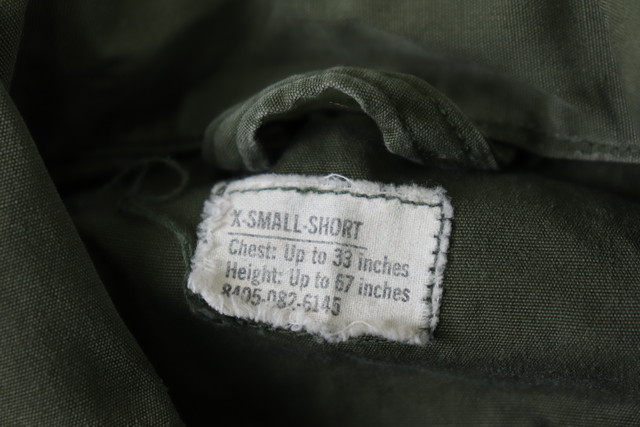 X-SMALL-SHORT
Chest: Up to 33 inches
Height: Up to 67 inches
8405-082-6145